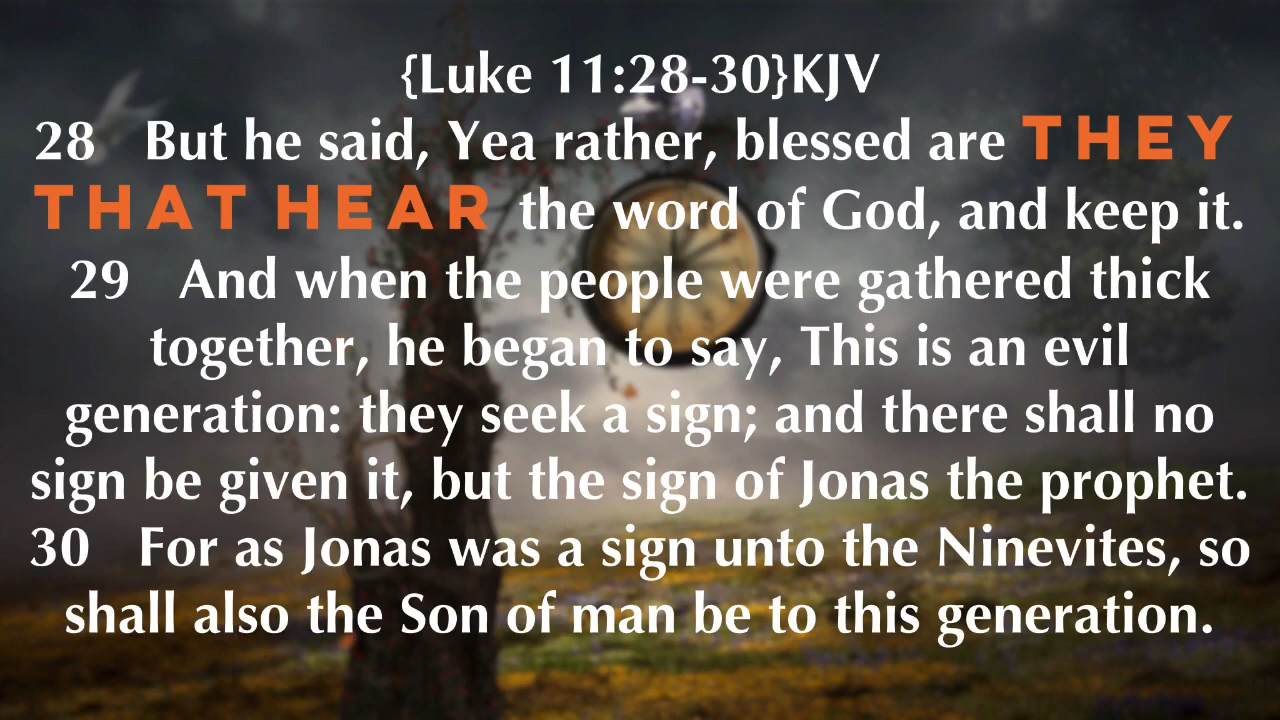 {Luke 11:28-30}KJV
28 But he said, Yea rather, blessed are THEY
THAT HEAR the word of God, and keep it.
29 And when the people were gathered thick
together, he began to say, This is an evil
generation: they seek a sign; and there shall no
sign be given it, but the sign of Jonas the prophet.
30 For as Jonas was a sign unto the Ninevites, so
shall also the Son of man be to this generation.